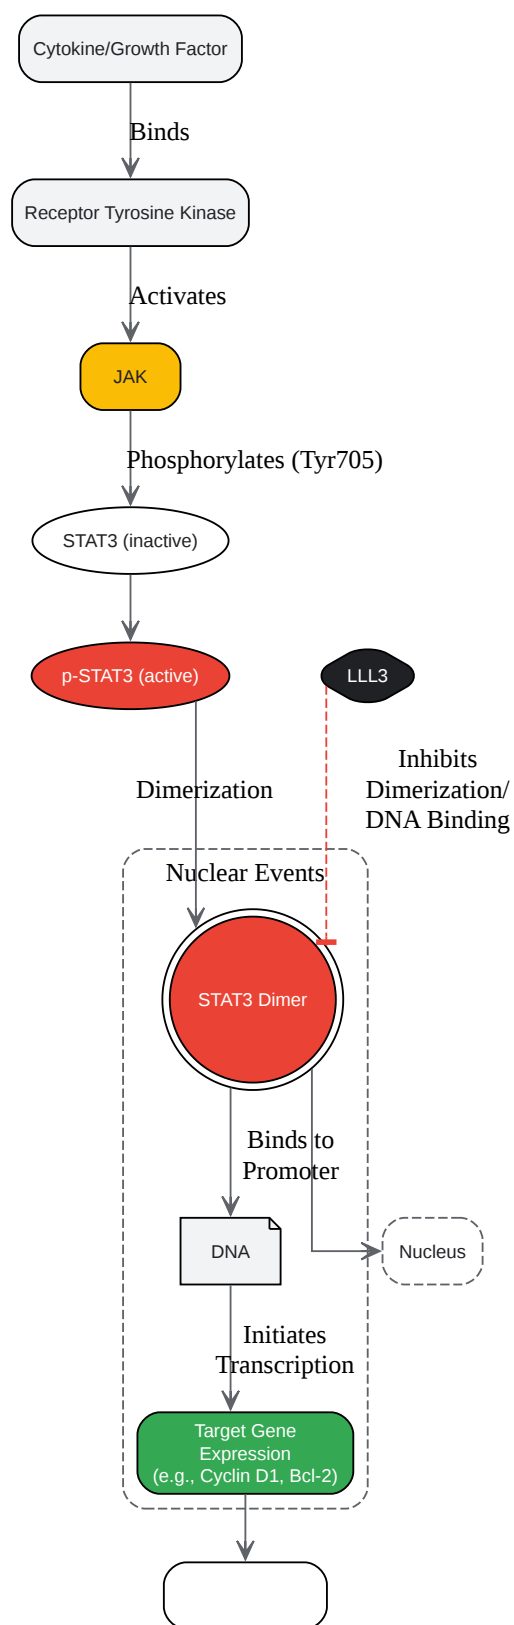 Cytokine/Growth Factor
Binds
Receptor Tyrosine Kinase
Activates
JAK
Phosphorylates (Tyr705)
STAT3 (inactive)
p-STAT3 (active)
LLL3
Inhibits
Dimerization/
DNA Binding
Dimerization
Nuclear Events
STAT3 Dimer
Binds to
Promoter
DNA
Nucleus
Initiates
Transcription
Target Gene
Expression
(e.g., Cyclin D1, Bcl-2)